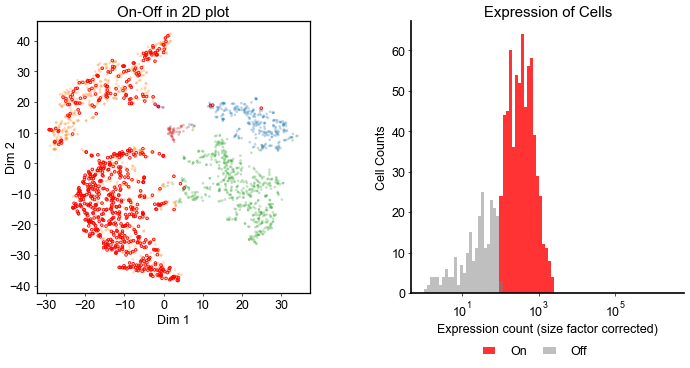 On-Off in 2D plot
40
30
20
10
0
−10
−20
−30
−40
Dim 2
−30 −20 −10 0 10 20 30
Dim 1
Expression of Cells
60
50
40
30
20
10
0
Cell Counts
10^1 10^3 10^5
Expression count (size factor corrected)
On Off